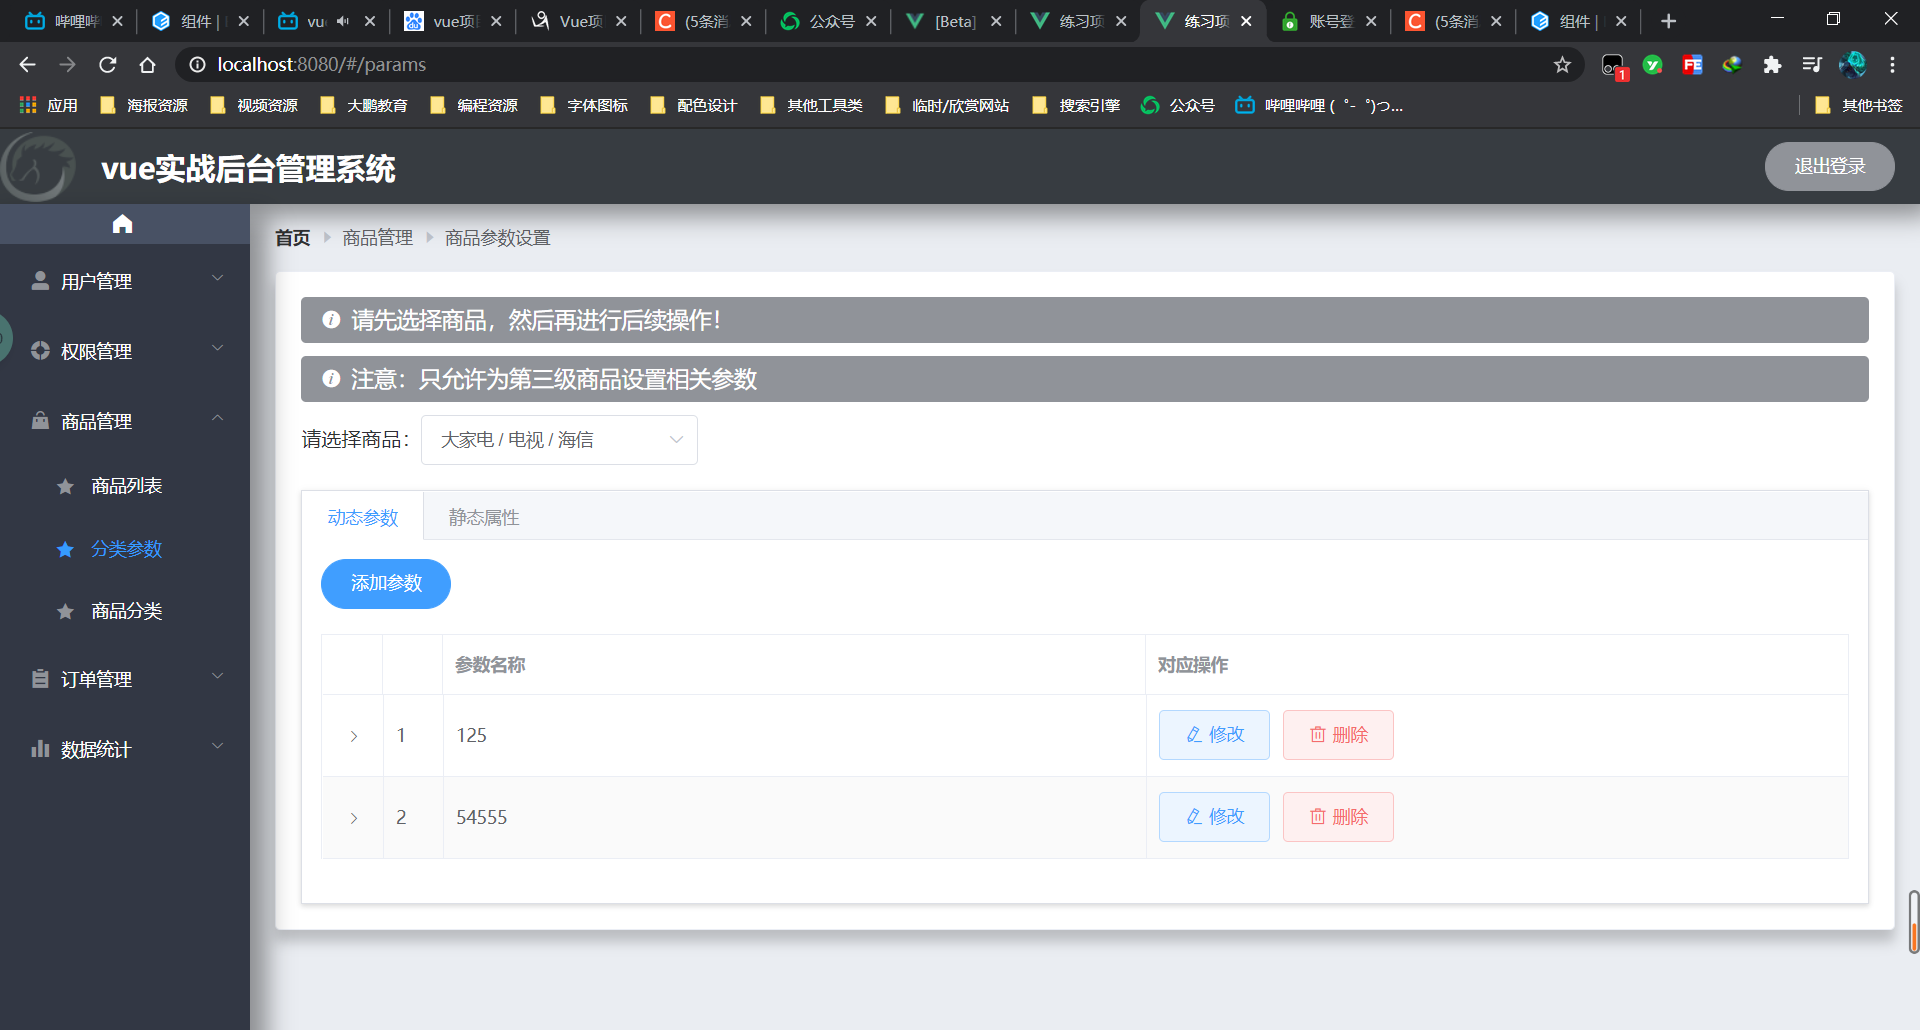 哔哩哔 组件 | vu vue项 Vue项 (5条消 公众号 [Beta] 练习项 练习项 账号登 (5条消 组件 |
localhost:8080/#/params
1
应用 海报资源 视频资源 大鹏教育 编程资源 字体图标 配色设计 其他工具类 临时/欣赏网站 搜索引擎 公众号 哔哩哔哩 ( ゜- ゜)つ... 其他书签
vue实战后台管理系统
退出登录
首页 商品管理 商品参数设置
用户管理
权限管理
商品管理
商品列表
分类参数
商品分类
订单管理
数据统计
请先选择商品，然后再进行后续操作！
注意：只允许为第三级商品设置相关参数
请选择商品： 大家电 / 电视 / 海信
动态参数 静态属性
添加参数
参数名称 对应操作
1 125 修改 删除
2 54555 修改 删除